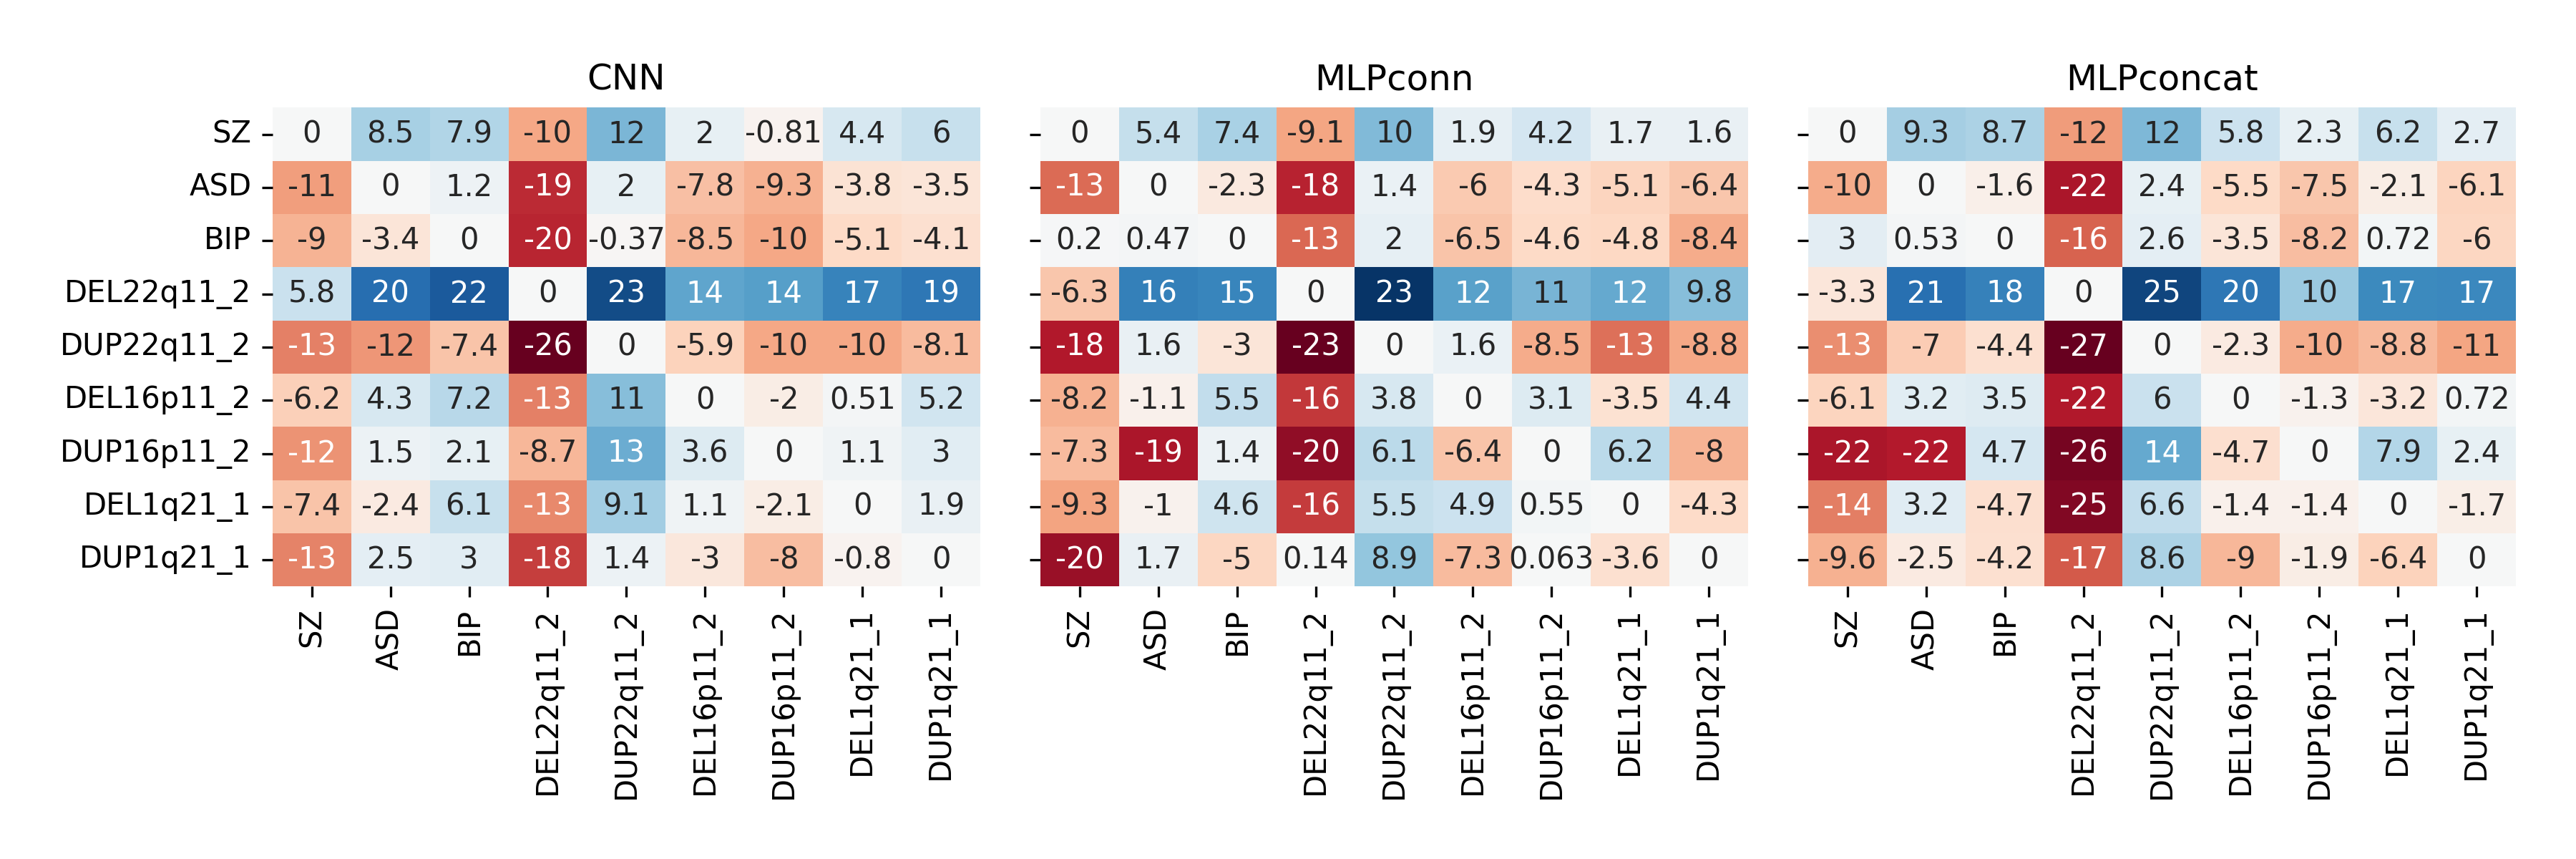 CNN MLPconn MLPconcat
SZ 0 8.5 7.9 -10 12 2 -0.81 4.4 6 0 5.4 7.4 -9.1 10 1.9 4.2 1.7 1.6 0 9.3 8.7 -12 12 5.8 2.3 6.2 2.7
ASD -11 0 1.2 -19 2 -7.8 -9.3 -3.8 -3.5 -13 0 -2.3 -18 1.4 -6 -4.3 -5.1 -6.4 -10 0 -1.6 -22 2.4 -5.5 -7.5 -2.1 -6.1
BIP -9 -3.4 0 -20 -0.37 -8.5 -10 -5.1 -4.1 0.2 0.47 0 -13 2 -6.5 -4.6 -4.8 -8.4 3 0.53 0 -16 2.6 -3.5 -8.2 0.72 -6
DEL22q11_2 5.8 20 22 0 23 14 14 17 19 -6.3 16 15 0 23 12 11 12 9.8 -3.3 21 18 0 25 20 10 17 17
DUP22q11_2 -13 -12 -7.4 -26 0 -5.9 -10 -10 -8.1 -18 1.6 -3 -23 0 1.6 -8.5 -13 -8.8 -13 -7 -4.4 -27 0 -2.3 -10 -8.8 -11
DEL16p11_2 -6.2 4.3 7.2 -13 11 0 -2 0.51 5.2 -8.2 -1.1 5.5 -16 3.8 0 3.1 -3.5 4.4 -6.1 3.2 3.5 -22 6 0 -1.3 -3.2 0.72
DUP16p11_2 -12 1.5 2.1 -8.7 13 3.6 0 1.1 3 -7.3 -19 1.4 -20 6.1 -6.4 0 6.2 -8 -22 -22 4.7 -26 14 -4.7 0 7.9 2.4
DEL1q21_1 -7.4 -2.4 6.1 -13 9.1 1.1 -2.1 0 1.9 -9.3 -1 4.6 -16 5.5 4.9 0.55 0 -4.3 -14 3.2 -4.7 -25 6.6 -1.4 -1.4 0 -1.7
DUP1q21_1 -13 2.5 3 -18 1.4 -3 -8 -0.8 0 -20 1.7 -5 0.14 8.9 -7.3 0.063 -3.6 0 -9.6 -2.5 -4.2 -17 8.6 -9 -1.9 -6.4 0
SZ ASD BIP DEL22q11_2 DUP22q11_2 DEL16p11_2 DUP16p11_2 DEL1q21_1 DUP1q21_1 SZ ASD BIP DEL22q11_2 DUP22q11_2 DEL16p11_2 DUP16p11_2 DEL1q21_1 DUP1q21_1 SZ ASD BIP DEL22q11_2 DUP22q11_2 DEL16p11_2 DUP16p11_2 DEL1q21_1 DUP1q21_1